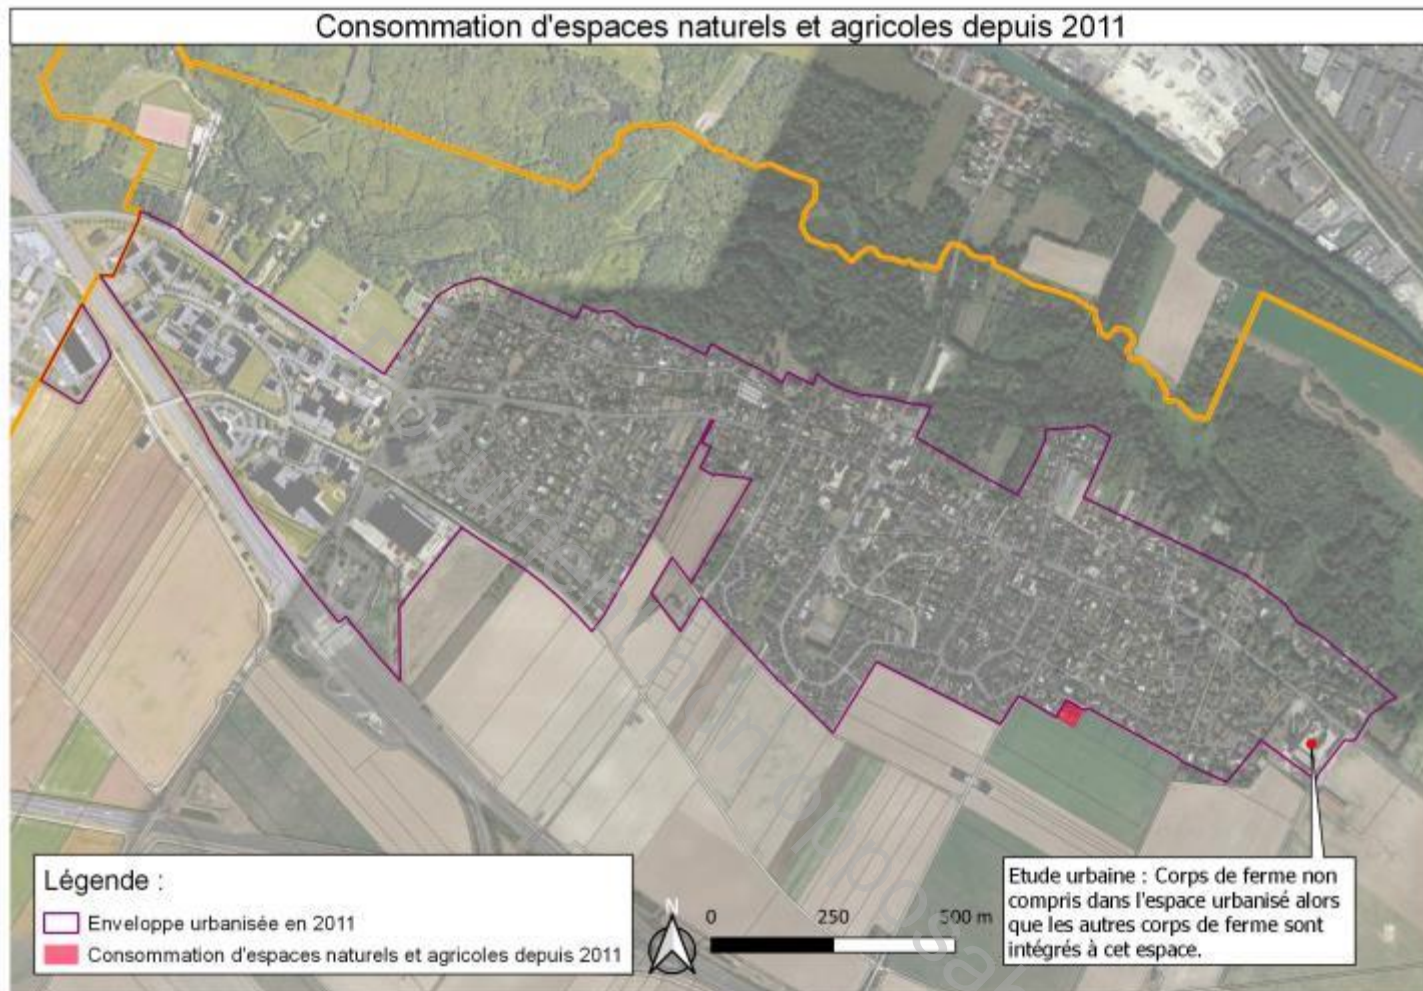 Consommation d'espaces naturels et agricoles depuis 2011
Légende :
Enveloppe urbanisée en 2011
Consommation d'espaces naturels et agricoles depuis 2011
N
0 250 500 m
Etude urbaine : Corps de ferme non
compris dans l'espace urbanisé alors
que les autres corps de ferme sont
intégrés à cet espace.